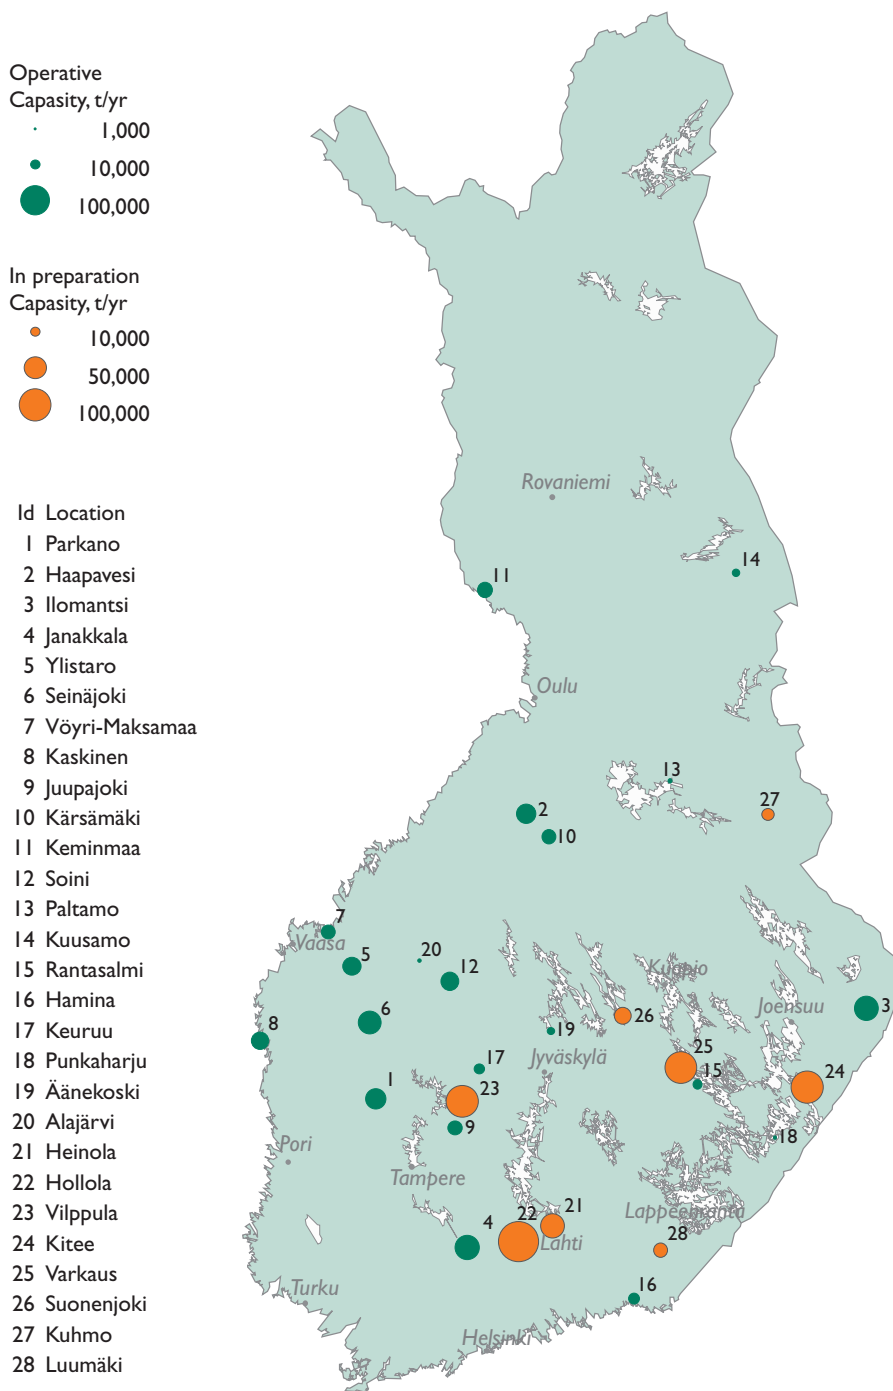 Operative
Capasity, t/yr
1,000
10,000
100,000
In preparation
Capasity, t/yr
10,000
50,000
100,000
Id Location
1 Parkano
2 Haapavesi
3 Ilomantsi
4 Janakkala
5 Ylistaro
6 Seinäjoki
7 Vöyri-Maksamaa
8 Kaskinen
9 Juupajoki
10 Kärsämäki
11 Keminmaa
12 Soini
13 Paltamo
14 Kuusamo
15 Rantasalmi
16 Hamina
17 Keuruu
18 Punkaharju
19 Äänekoski
20 Alajärvi
21 Heinola
22 Hollola
23 Vilppula
24 Kitee
25 Varkaus
26 Suonenjoki
27 Kuhmo
28 Luumäki
Rovaniemi
14
11
Oulu
13
27
2
10
7
Vaasa
20
5
12
Kuopio
Joensuu
3
6
26
8
19
25
Jyväskylä
17
24
15
1
23
9
18
Pori
Tampere
Lappeenranta
21
22
4
Lahti
28
16
Turku
Helsinki